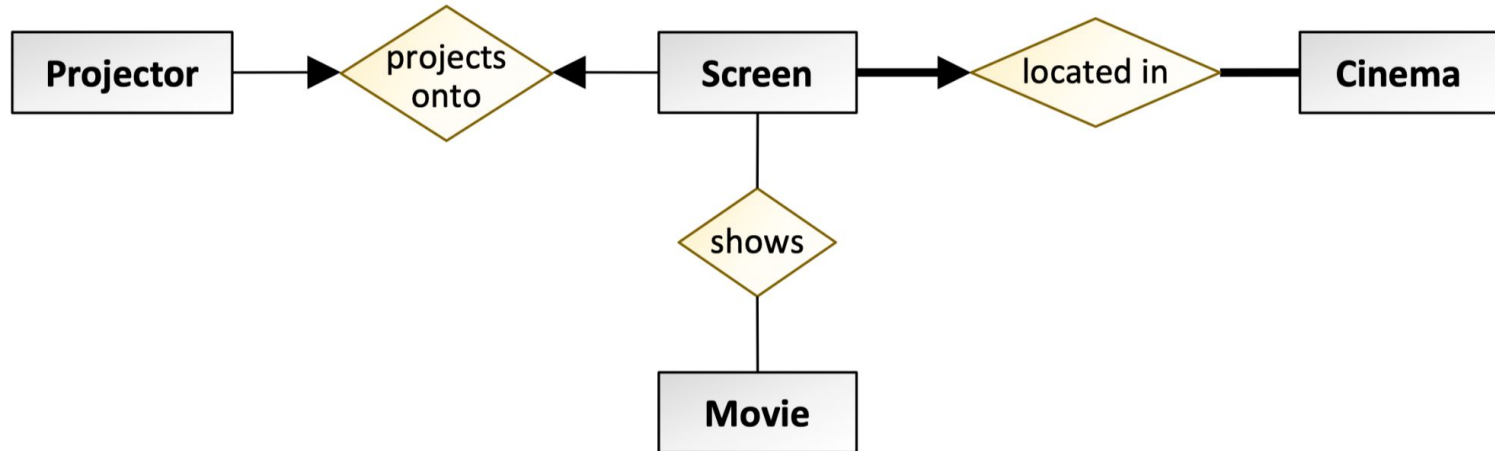 Projector
projects
onto
Screen
located in
Cinema
shows
Movie